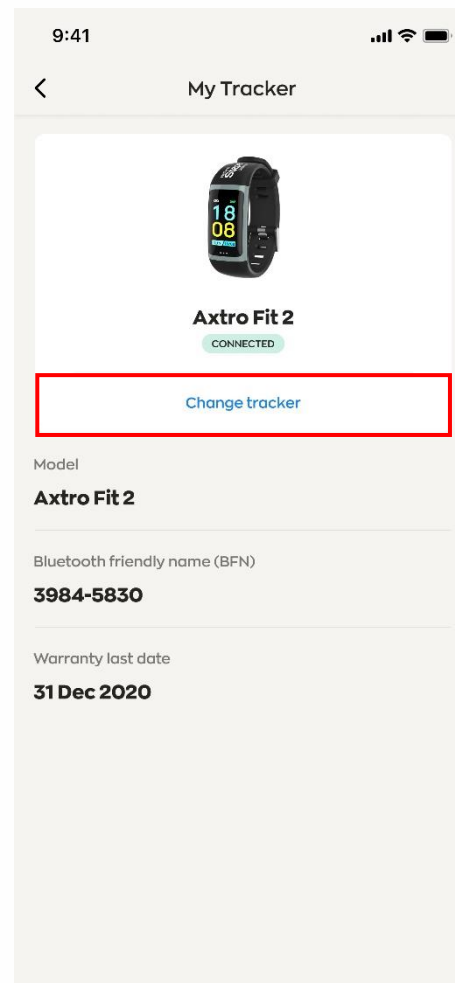 9:41
My Tracker
18
08
Axtro Fit 2
CONNECTED
Change tracker
Model
Axtro Fit 2
Bluetooth friendly name (BFN)
3984-5830
Warranty last date
31 Dec 2020